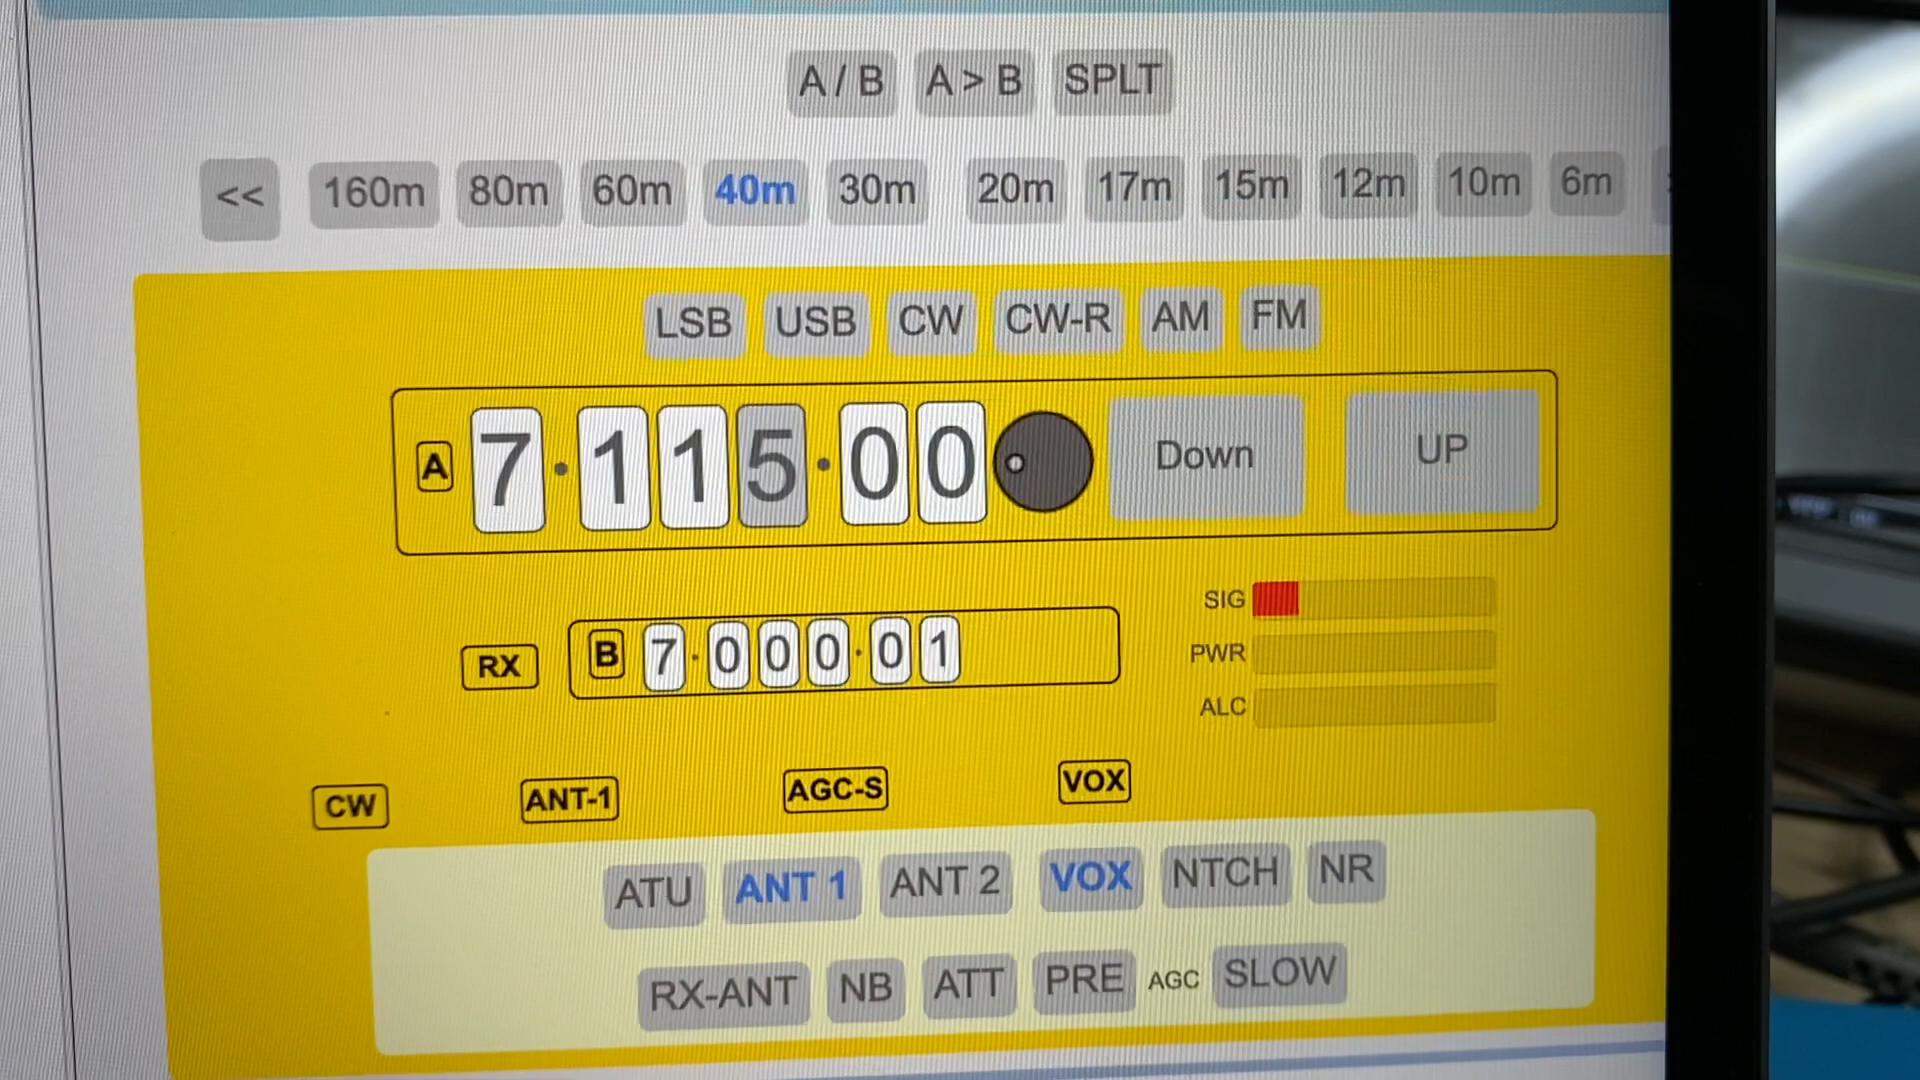 A / B A > B SPLT
<< 160m 80m 60m 40m 30m 20m 17m 15m 12m 10m 6m
LSB USB CW CW-R AM FM
A 7·115·00 Down UP
SIG
RX B 7·000·01 PWR
ALC
CW ANT-1 AGC-S VOX
ATU ANT 1 ANT 2 VOX NTCH NR
RX-ANT NB ATT PRE AGC SLOW